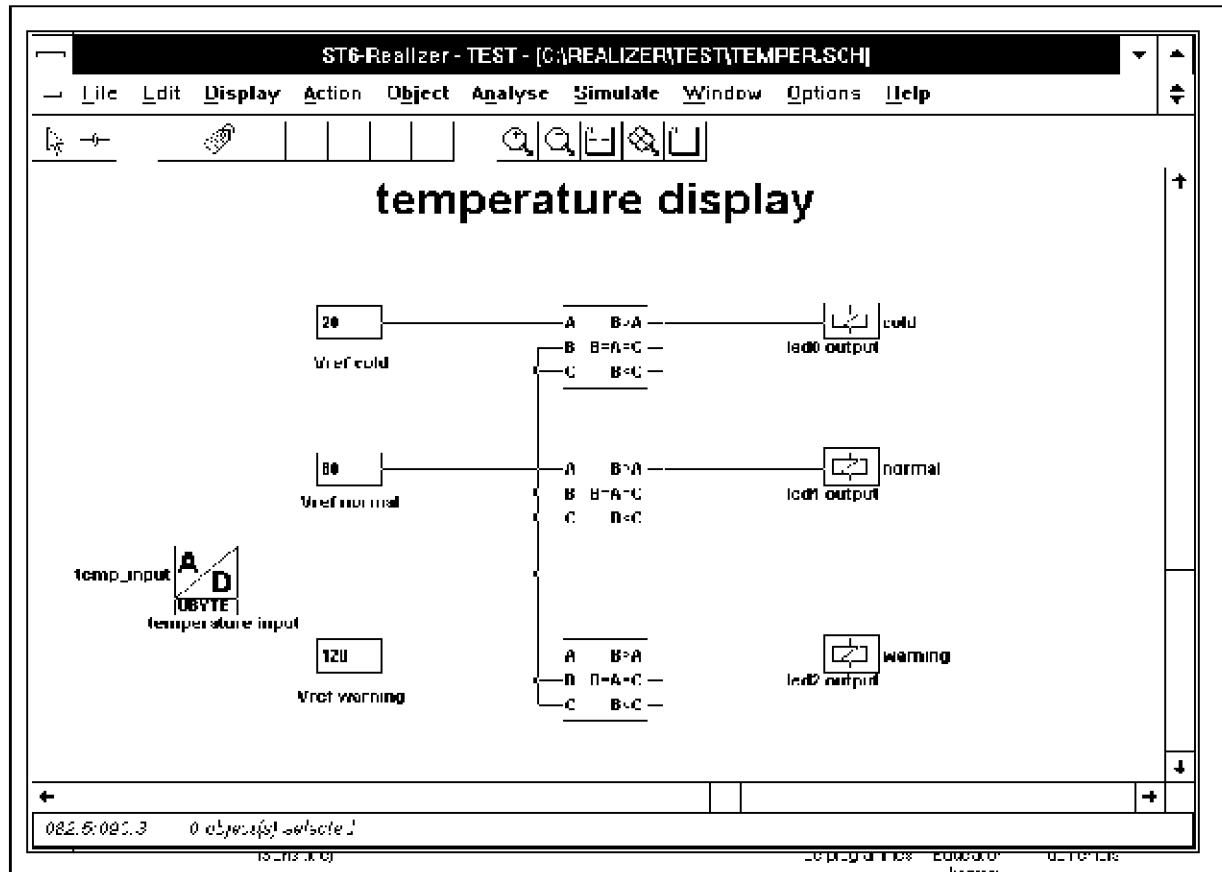 ST6-Realizer - TEST - [C:\REALIZER\TEST\TEMPER.SCH]
File Edit Display Action Object Analyse Simulate Window Options Help
temperature display
20
A B>A
cold
B B=A=C
led0 output
Vref cold
C B<C
80
A B>A
normal
B B=A=C
led1 output
Vref normal
C B<C
temp_input
A
D
UBYTE
temperature input
120
A B>A
warning
B B=A=C
led2 output
Vref warning
C B<C
0 object(s) selected